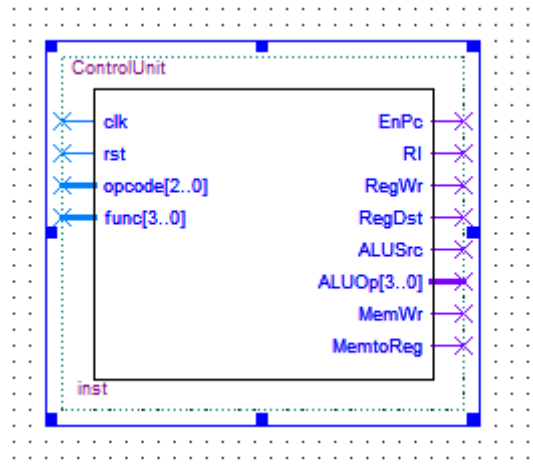 ControlUnit
clk
EnPc
rst
RI
opcode[2..0]
RegWr
func[3..0]
RegDst
ALUSrc
ALUOp[3..0]
MemWr
MemtoReg
inst